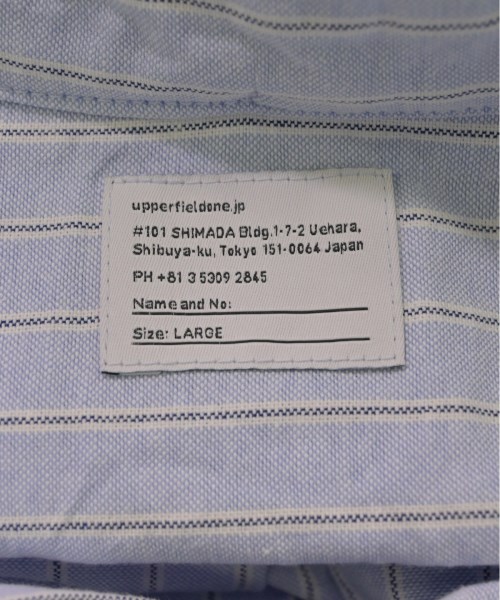 upperfieldone.jp
#101 SHIMADA Bldg.1-7-2 Uehara,
Shibuya-ku, Tokyo 151-0064 Japan
PH +81 3 5309 2845
Name and No:
Size: LARGE